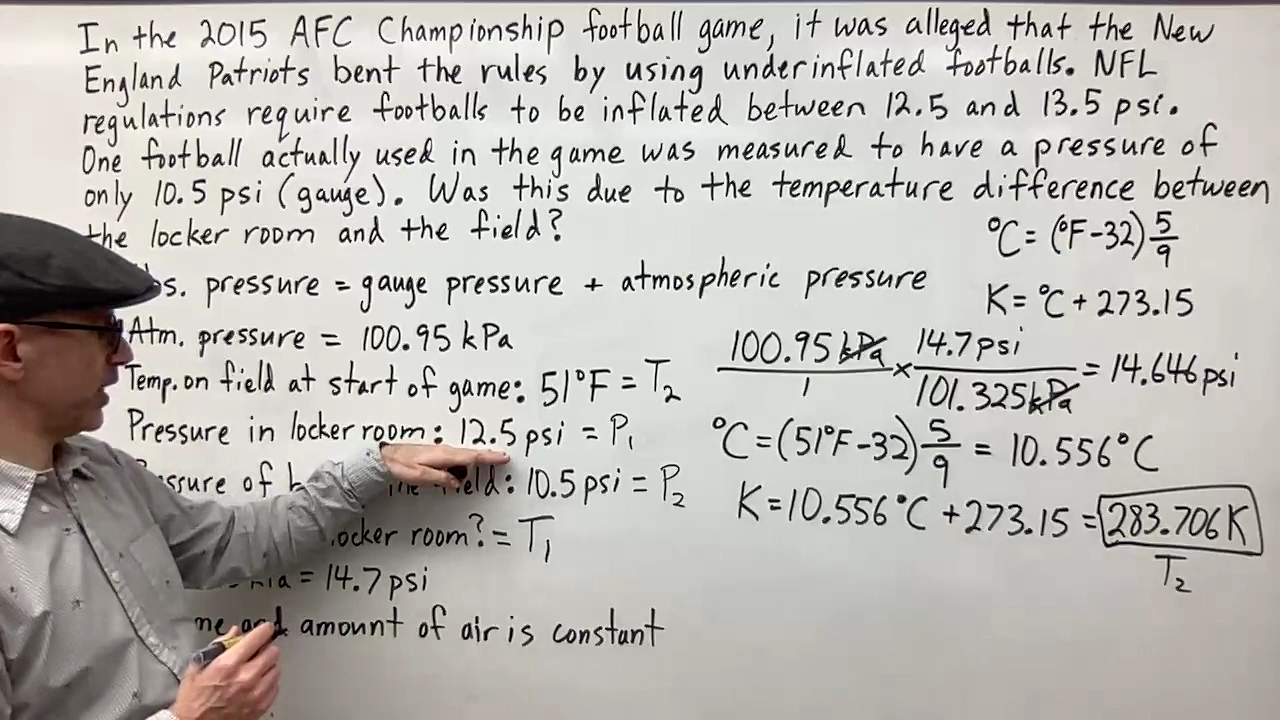 In the 2015 AFC Championship football game, it was alleged that the New
England Patriots bent the rules by using underinflated footballs. NFL
regulations require footballs to be inflated between 12.5 and 13.5 psi.
One football actually used in the game was measured to have a pressure of
only 10.5 psi (gauge). Was this due to the temperature difference between
the locker room and the field?
°C = (°F-32) 5/9
pressure = gauge pressure + atmospheric pressure
K = °C + 273.15
Atm. pressure = 100.95 kPa
100.95 kPa / 1 × 14.7 psi / 101.325 kPa = 14.646 psi
Temp. on field at start of game: 51°F = T₂
Pressure in locker room: 12.5 psi = P₁
°C = (51°F-32) 5/9 = 10.556°C
of : 10.5 psi = P₂
K = 10.556°C + 273.15 = 283.706 K
T₂
locker room? = T₁
= 14.7 psi
and amount of air is constant